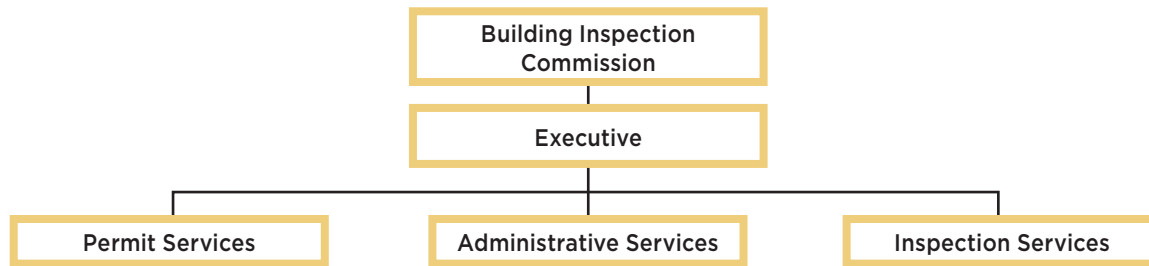 Building Inspection
Commission
Executive
Permit Services
Administrative Services
Inspection Services